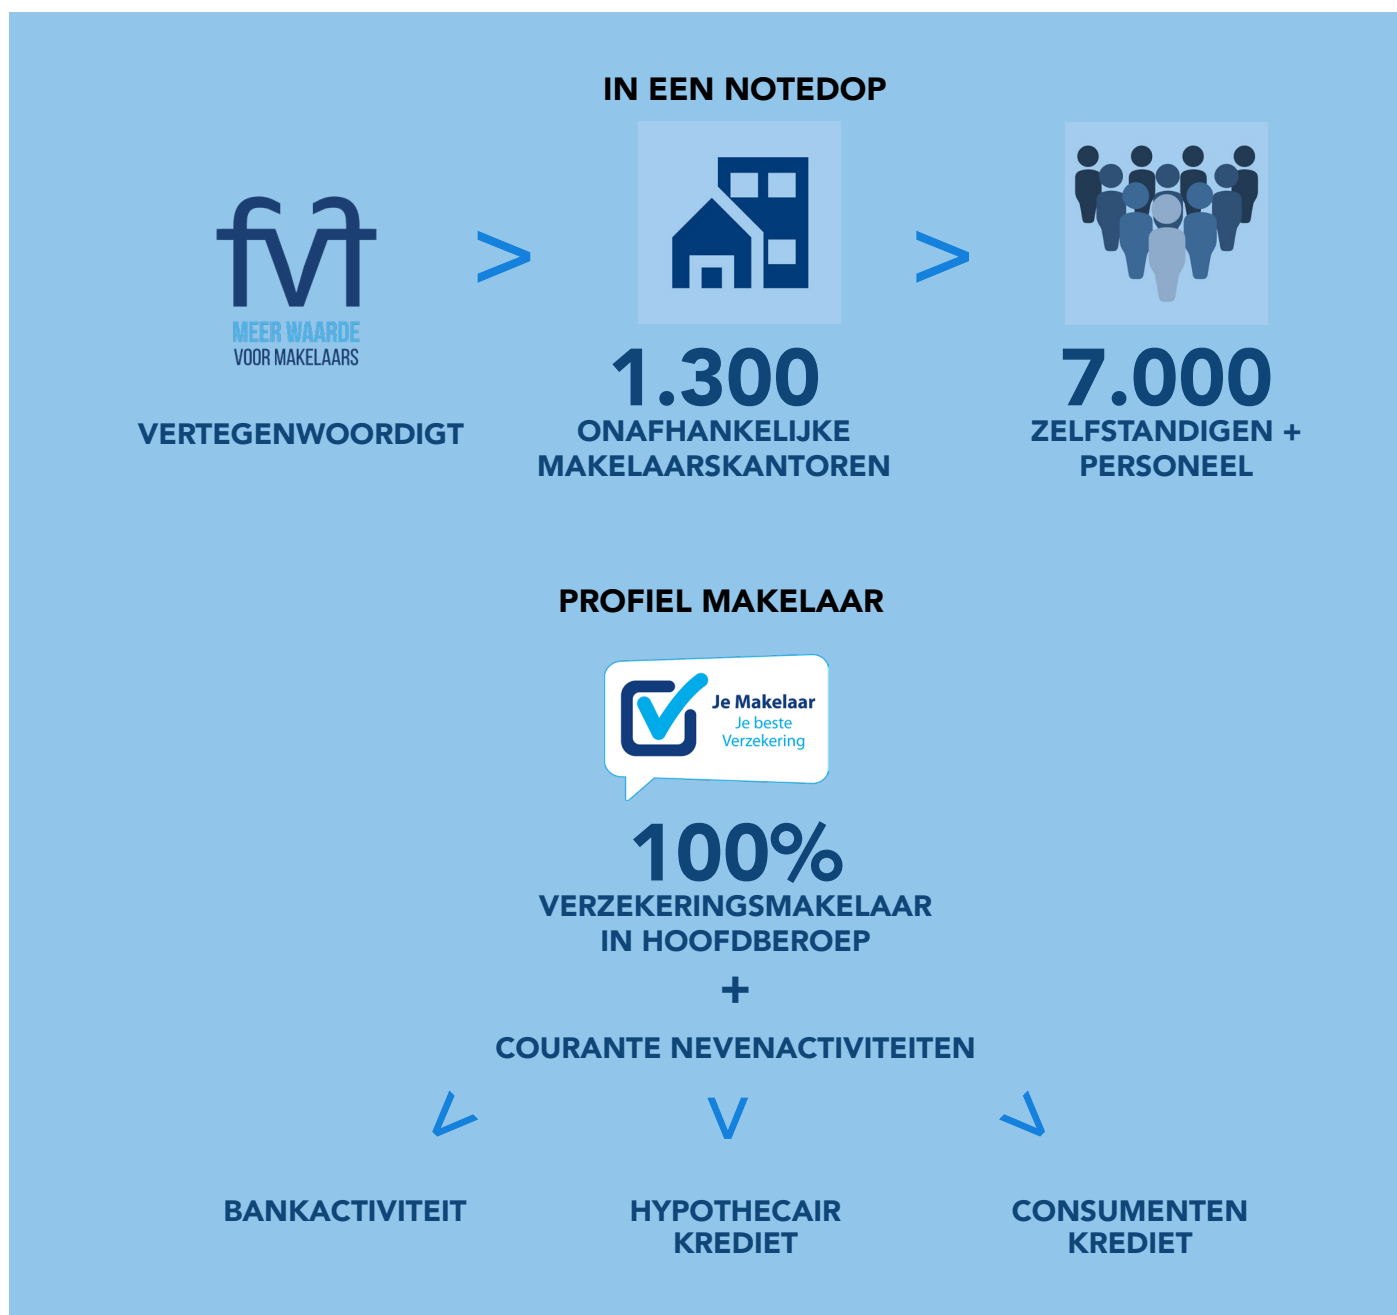 IN EEN NOTEDOP
fvf
MEER WAARDE
VOOR MAKELAARS
VERTEGENWOORDIGT
>
1.300
ONAFHANKELIJKE
MAKELAARSKANTOREN
>
7.000
ZELFSTANDIGEN +
PERSONEEL
PROFIEL MAKELAAR
Je Makelaar
Je beste
Verzekering
100%
VERZEKERINGSMAKELAAR
IN HOOFDBEROEP
+
COURANTE NEVENACTIVITEITEN
BANKACTIVITEIT
HYPOTHECAIR
KREDIET
CONSUMENTEN
KREDIET